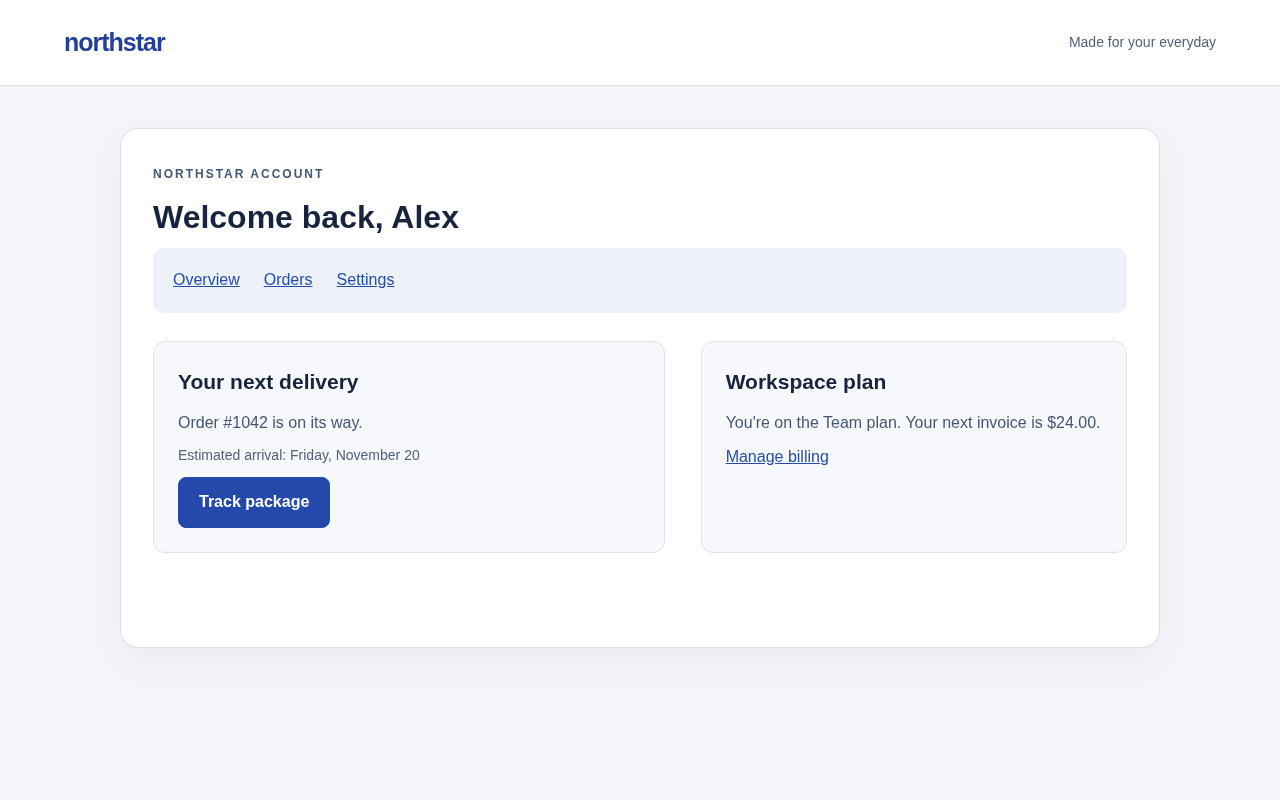 northstar
Made for your everyday
NORTHSTAR ACCOUNT
Welcome back, Alex
Overview Orders Settings
Your next delivery
Order #1042 is on its way.
Estimated arrival: Friday, November 20
Track package
Workspace plan
You're on the Team plan. Your next invoice is $24.00.
Manage billing